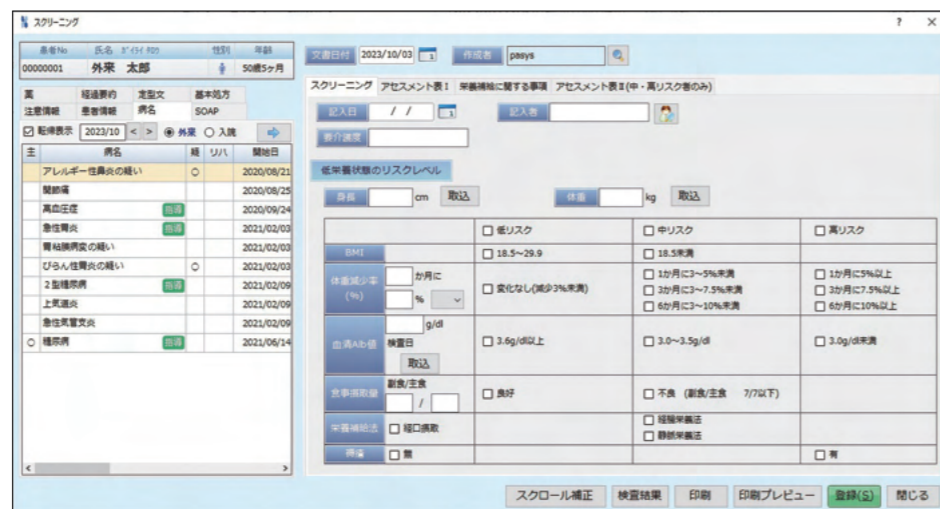 スクリーニング
? ×
患者No 氏名 性別 年齢
00000001 外来 太郎 50歳5ヶ月
文書日付 2023/10/03 作成者 pasys
薬 経過要約 定型文 基本処方
注意情報 患者情報 病名 SOAP
転帰表示 2023/10 < > 外来 入院
主 病名 疑 リハ 開始日
アレルギー性鼻炎の疑い ○ 2020/08/21
関節痛 2020/08/25
高血圧症 指導 2020/09/24
急性胃炎 指導 2021/02/03
胃粘膜病変の疑い 2021/02/03
びらん性胃炎の疑い ○ 2021/02/03
2型糖尿病 指導 2021/02/09
上気道炎 2021/02/09
急性気管支炎 2021/02/09
○ 糖尿病 指導 2021/06/14
スクリーニング アセスメント表Ⅰ 栄養補給に関する事項 アセスメント表Ⅱ(中・高リスク者のみ)
記入日 / / 記入者
要介護度
低栄養状態のリスクレベル
身長 cm 取込 体重 kg 取込
低リスク 中リスク 高リスク
BMI 18.5～29.9 18.5未満
体重減少率(%) か月に %
変化なし(減少3%未満)
1か月に3～5%未満
3か月に3～7.5%未満
6か月に3～10%未満
1か月に5%以上
3か月に7.5%以上
6か月に10%以上
血清Alb値 g/dl
検査日
取込
3.6g/dl以上 3.0～3.5g/dl 3.0g/dl未満
食事摂取量 副食/主食
/
良好 不良 (副食/主食 7/7以下)
栄養補給法 経口摂取
経腸栄養法
静脈栄養法
褥瘡 無 有
スクロール補正 検査結果 印刷 印刷プレビュー 登録(S) 閉じる